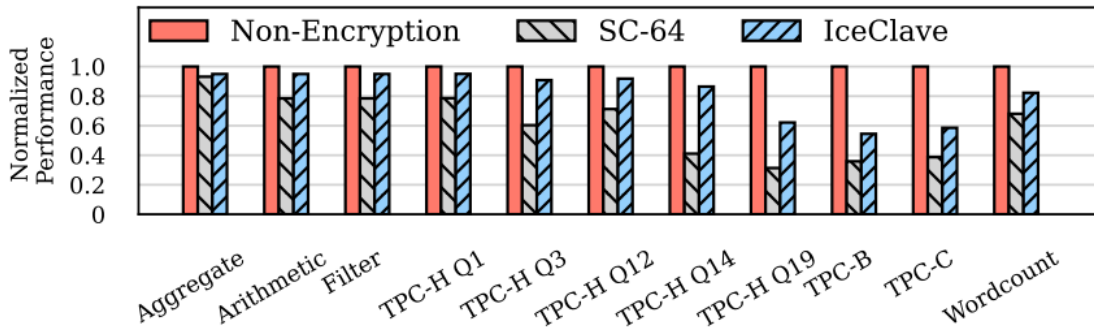 Non-Encryption SC-64 IceClave
Normalized
Performance
1.0
0.8
0.6
0.4
0.2
0
Aggregate
Arithmetic
Filter
TPC-H Q1
TPC-H Q3
TPC-H Q12
TPC-H Q14
TPC-H Q19
TPC-B
TPC-C
Wordcount